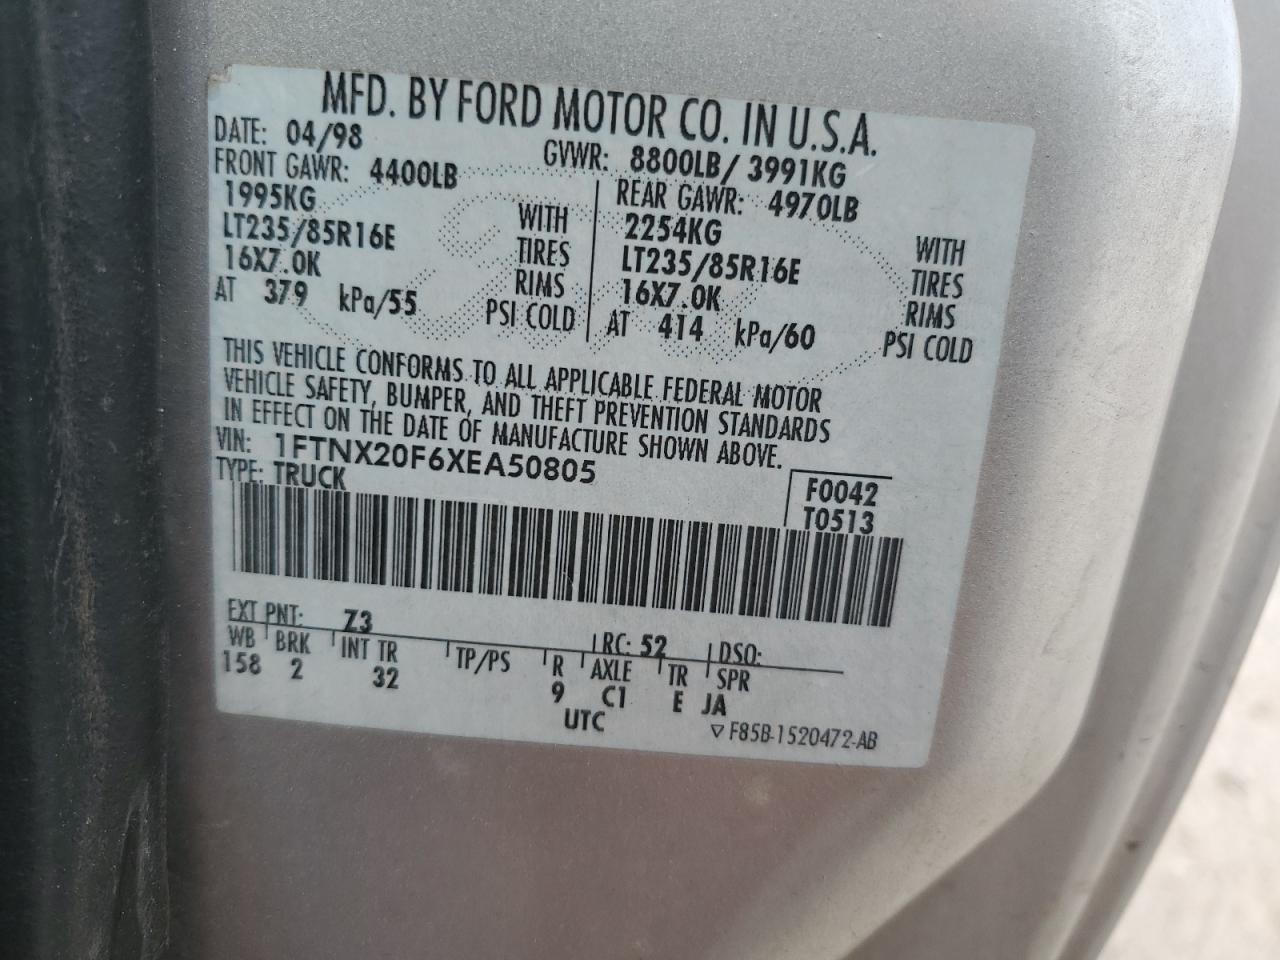 MFD. BY FORD MOTOR CO. IN U.S.A.
DATE: 04/98 GVWR: 8800LB/ 3991KG
FRONT GAWR: 4400LB REAR GAWR: 4970LB
1995KG WITH 2254KG WITH
LT235/85R16E TIRES LT235/85R16E TIRES
16X7.0K RIMS 16X7.0K RIMS
AT 379 kPa/55 PSI COLD AT 414 kPa/60 PSI COLD
THIS VEHICLE CONFORMS TO ALL APPLICABLE FEDERAL MOTOR
VEHICLE SAFETY, BUMPER, AND THEFT PREVENTION STANDARDS
IN EFFECT ON THE DATE OF MANUFACTURE SHOWN ABOVE.
VIN: 1FTNX20F6XEA50805
TYPE: TRUCK F0042
T0513
EXT PNT: Z3 RC: 52 DSO:
WB BRK INT TR TP/PS R AXLE TR SPR
158 2 32 9 C1 E JA
UTC
▽ F85B-1520472-AB